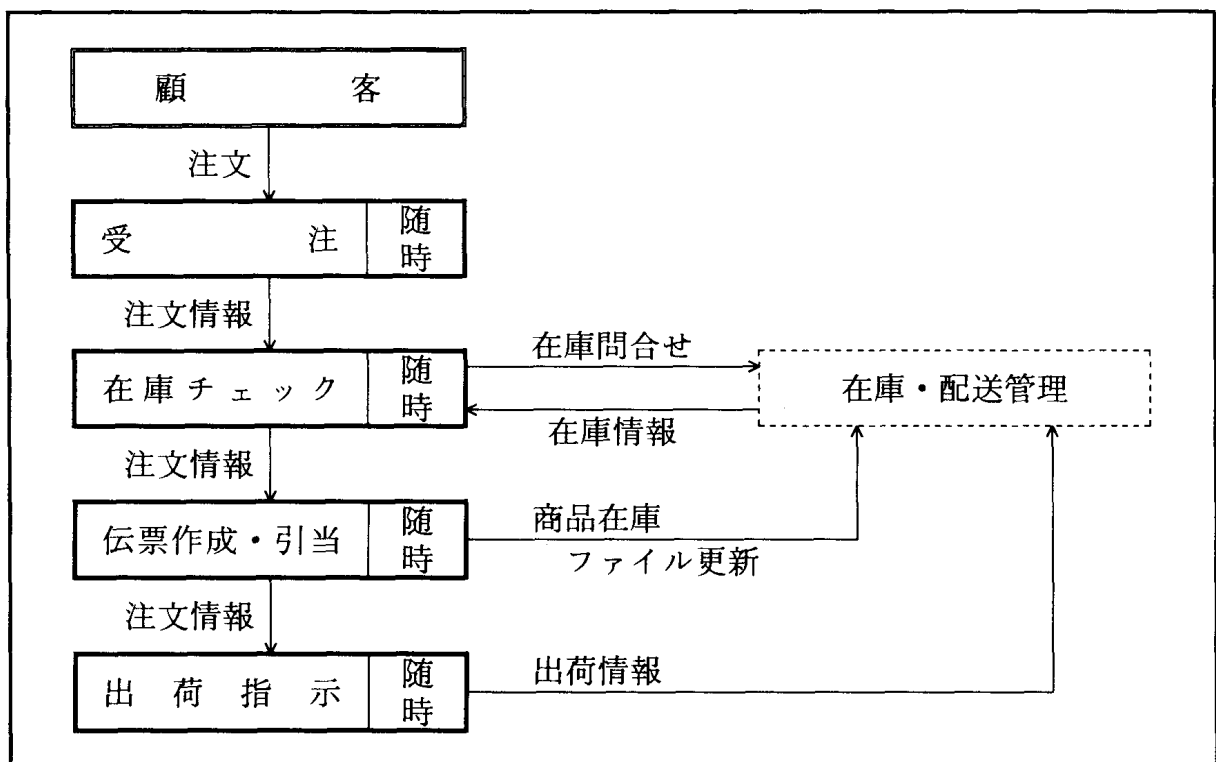 顧客
注文
受注
随時
注文情報
在庫チェック
随時
在庫問合せ
在庫情報
在庫・配送管理
注文情報
伝票作成・引当
随時
商品在庫
ファイル更新
注文情報
出荷指示
随時
出荷情報